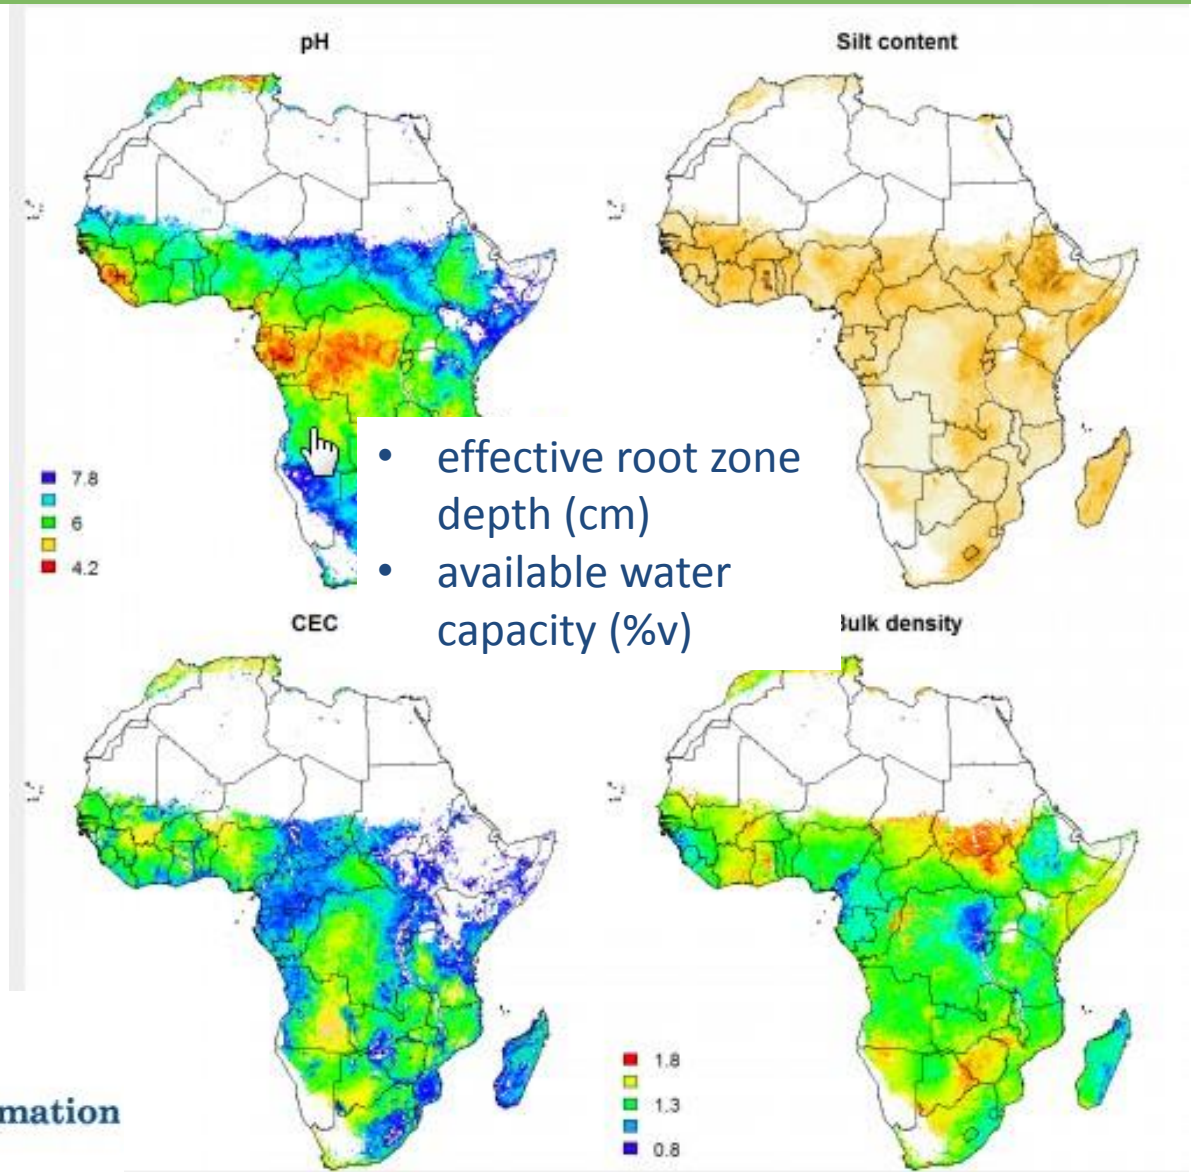 pH
Silt content
7.8
6
4.2
• effective root zone
depth (cm)
• available water
capacity (%v)
CEC
Bulk density
1.8
1.3
0.8
mation